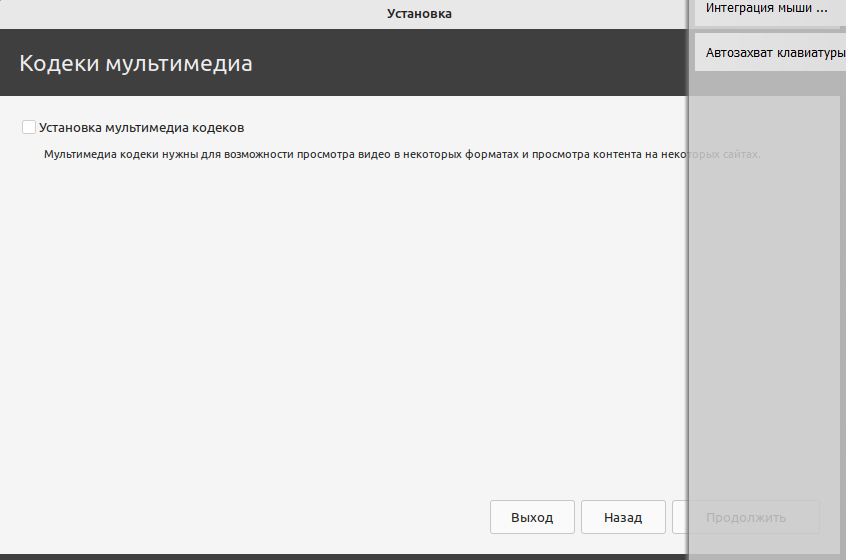 Установка
Интеграция мыши ...
Автозахват клавиатуры
Кодеки мультимедиа
Установка мультимедиа кодеков
Мультимедиа кодеки нужны для возможности просмотра видео в некоторых форматах и просмотра контента на некоторых сайтах.
Выход
Назад
Продолжить